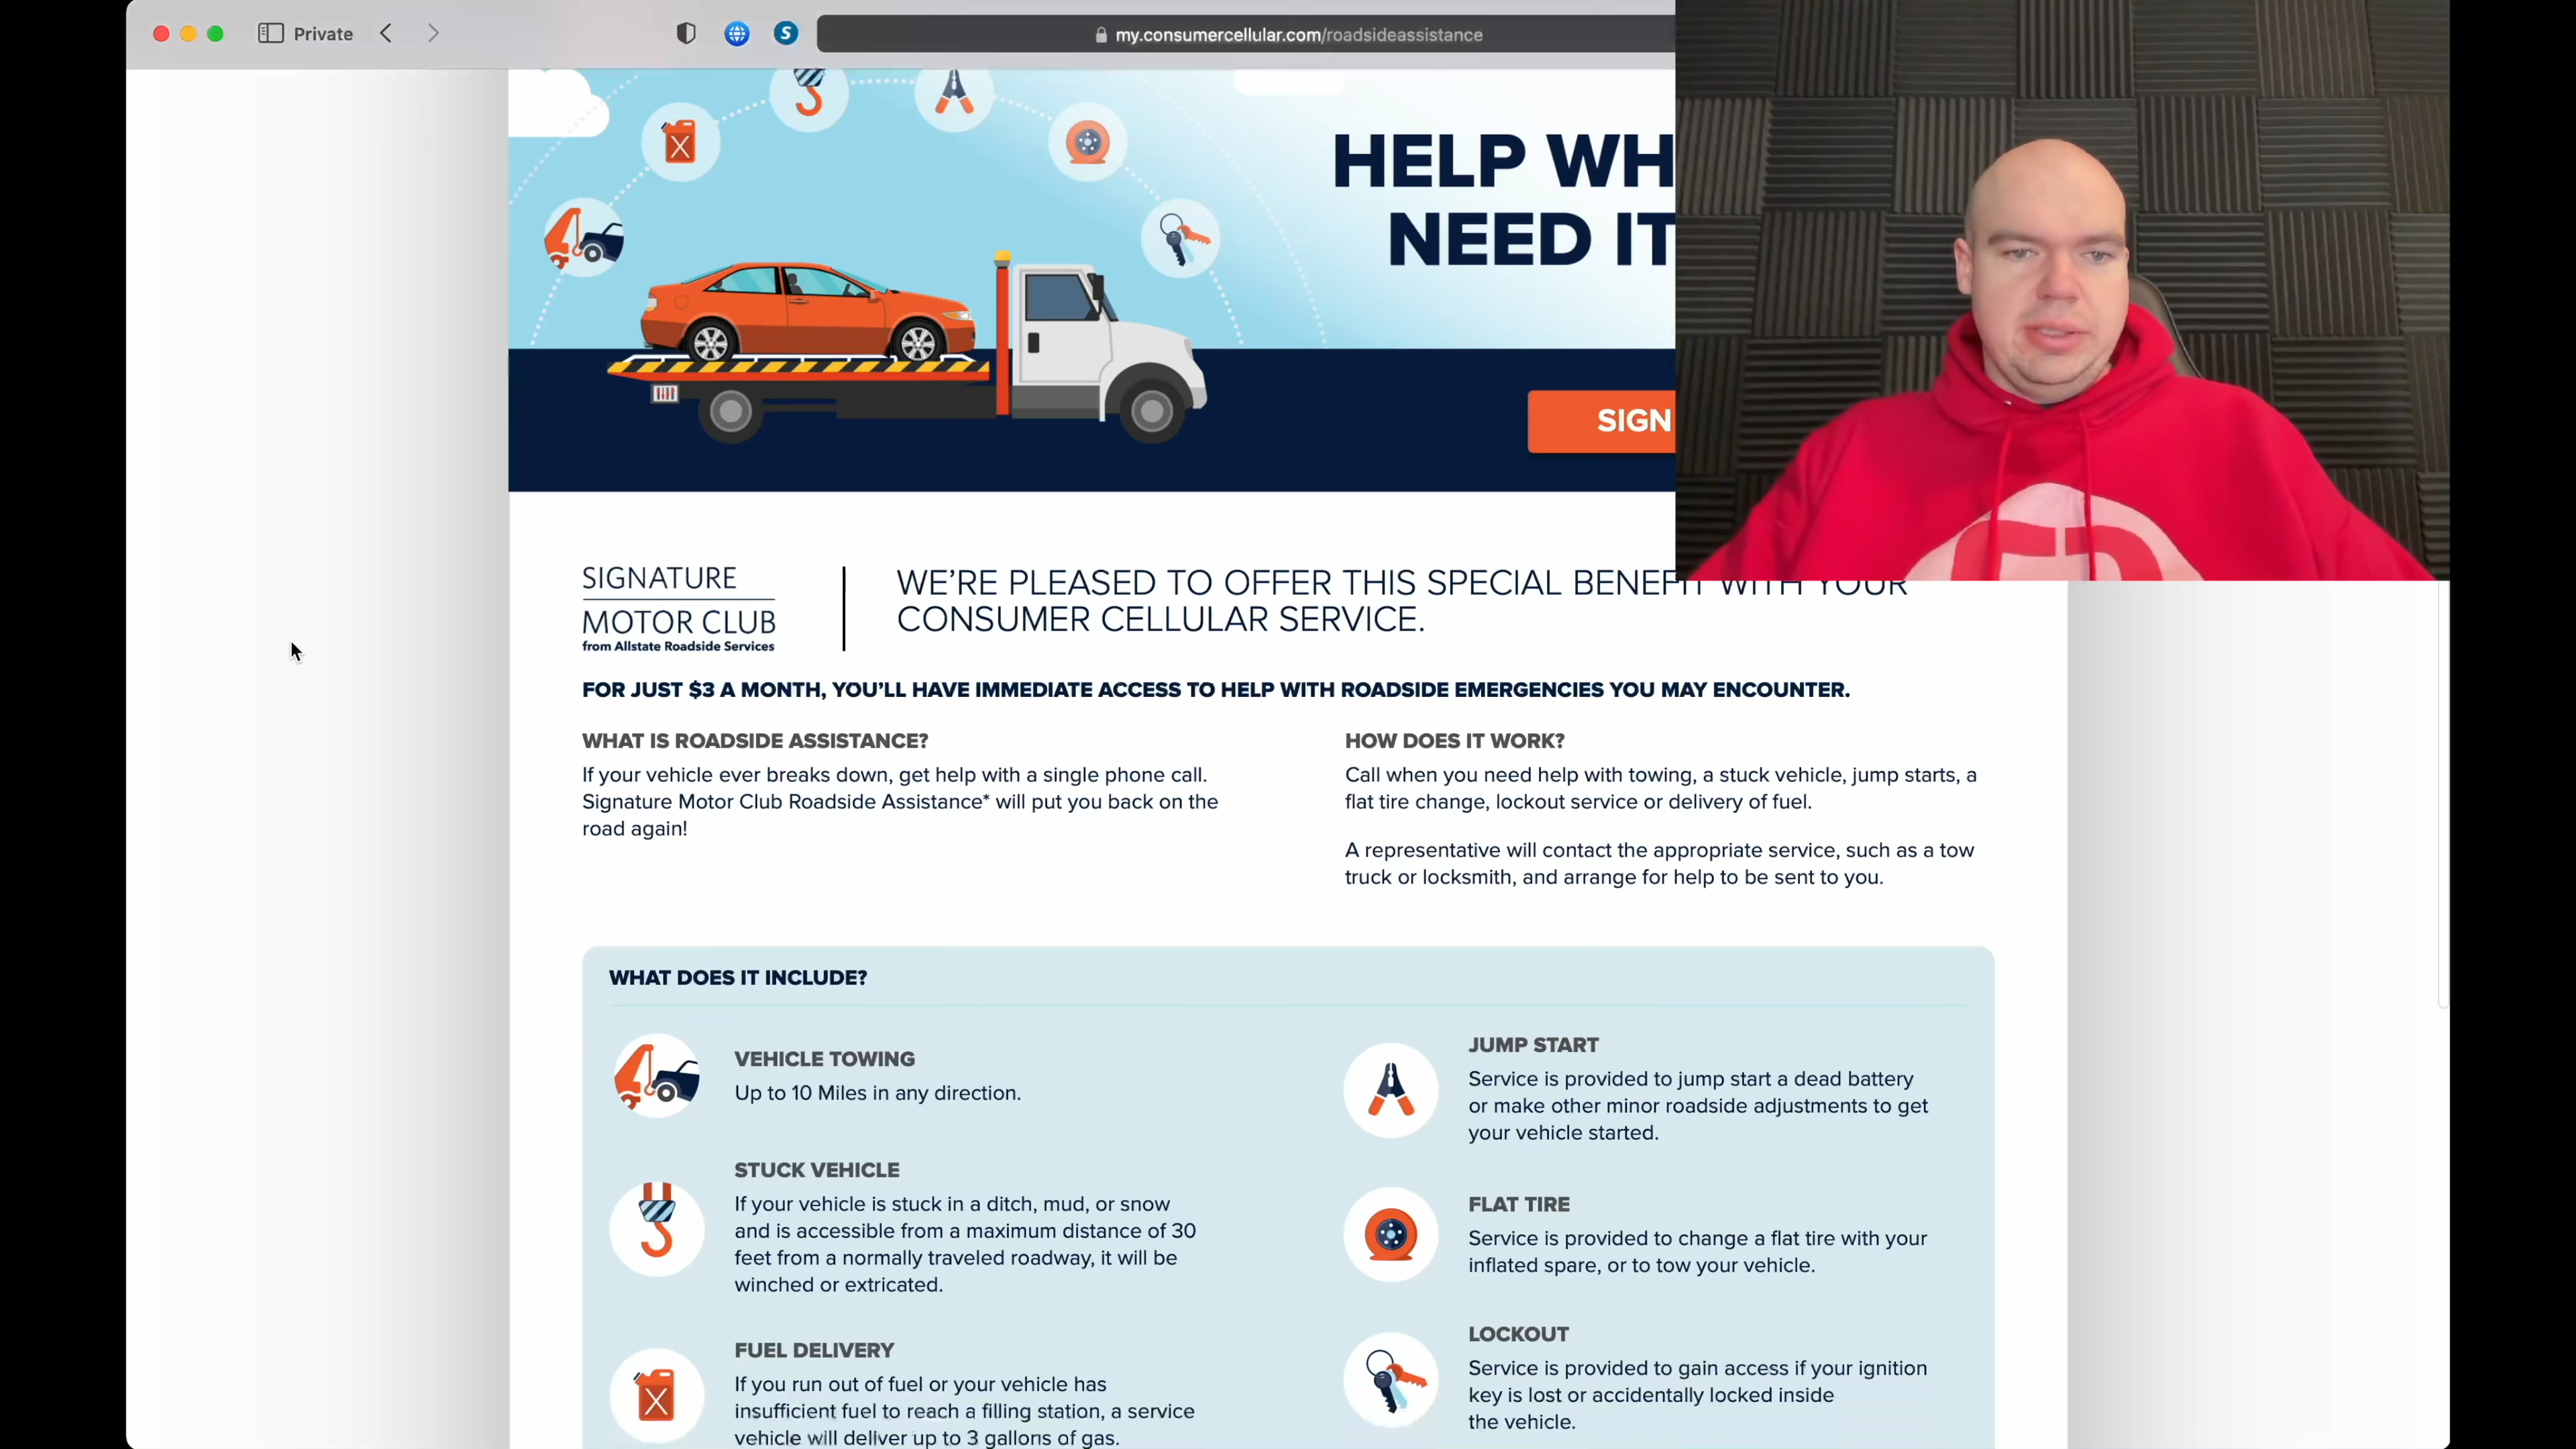 Private
S
my.consumercellular.com/roadsideassistance
HELP WH
NEED IT
SIGN
SIGNATURE
MOTOR CLUB
from Allstate Roadside Services
WE'RE PLEASED TO OFFER THIS SPECIAL BENEFIT WITH YOUR
CONSUMER CELLULAR SERVICE.
FOR JUST $3 A MONTH, YOU'LL HAVE IMMEDIATE ACCESS TO HELP WITH ROADSIDE EMERGENCIES YOU MAY ENCOUNTER.
WHAT IS ROADSIDE ASSISTANCE?
If your vehicle ever breaks down, get help with a single phone call.
Signature Motor Club Roadside Assistance* will put you back on the
road again!
HOW DOES IT WORK?
Call when you need help with towing, a stuck vehicle, jump starts, a
flat tire change, lockout service or delivery of fuel.
A representative will contact the appropriate service, such as a tow
truck or locksmith, and arrange for help to be sent to you.
WHAT DOES IT INCLUDE?
VEHICLE TOWING
Up to 10 Miles in any direction.
STUCK VEHICLE
If your vehicle is stuck in a ditch, mud, or snow
and is accessible from a maximum distance of 30
feet from a normally traveled roadway, it will be
winched or extricated.
FUEL DELIVERY
If you run out of fuel or your vehicle has
insufficient fuel to reach a filling station, a service
vehicle will deliver up to 3 gallons of gas.
JUMP START
Service is provided to jump start a dead battery
or make other minor roadside adjustments to get
your vehicle started.
FLAT TIRE
Service is provided to change a flat tire with your
inflated spare, or to tow your vehicle.
LOCKOUT
Service is provided to gain access if your ignition
key is lost or accidentally locked inside
the vehicle.